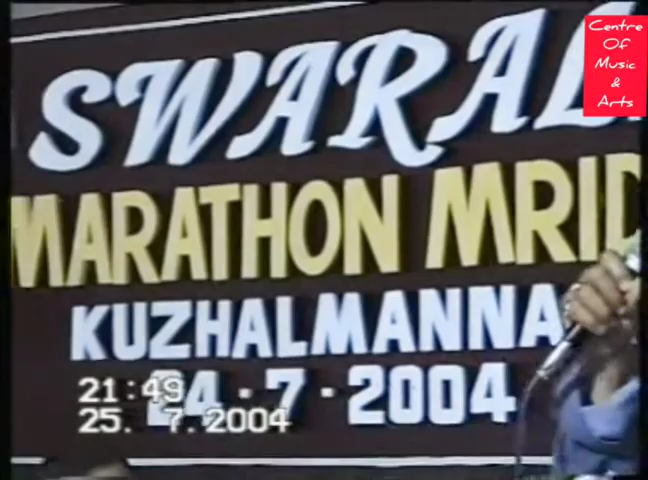 SWARAL
MARATHON MRID
KUZHALMANNA
24·7·2004
21:49
25. 7.2004
Centre
Of
Music
&
Arts